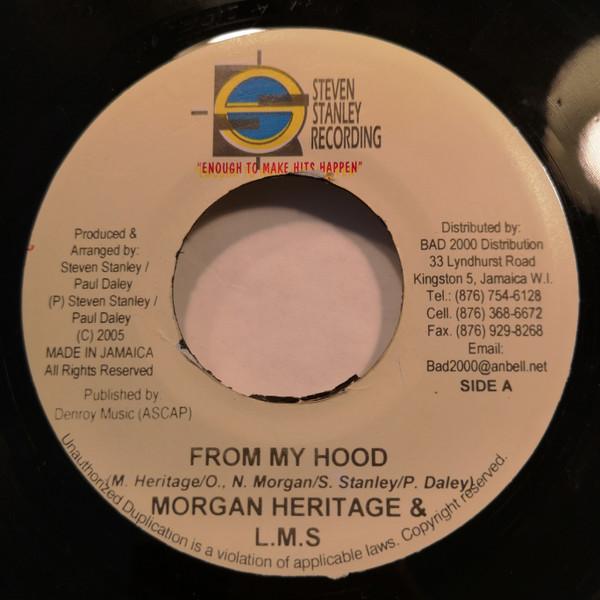 STEVEN
STANLEY
RECORDING
"ENOUGH TO MAKE HITS HAPPEN"
Produced &
Arranged by:
Steven Stanley /
Paul Daley
(P) Steven Stanley /
Paul Daley
(C) 2005
MADE IN JAMAICA
All Rights Reserved
Published by:
Denroy Music (ASCAP)
Distributed by:
BAD 2000 Distribution
33 Lyndhurst Road
Kingston 5, Jamaica W.I.
Tel.: (876) 754-6128
Cell. (876) 368-6672
Fax. (876) 929-8268
Email:
Bad2000@anbell.net
SIDE A
FROM MY HOOD
(M. Heritage/O., N. Morgan/S. Stanley/P. Daley)
MORGAN HERITAGE &
L.M.S
Unauthorized Duplication is a violation of applicable laws. Copyright reserved.